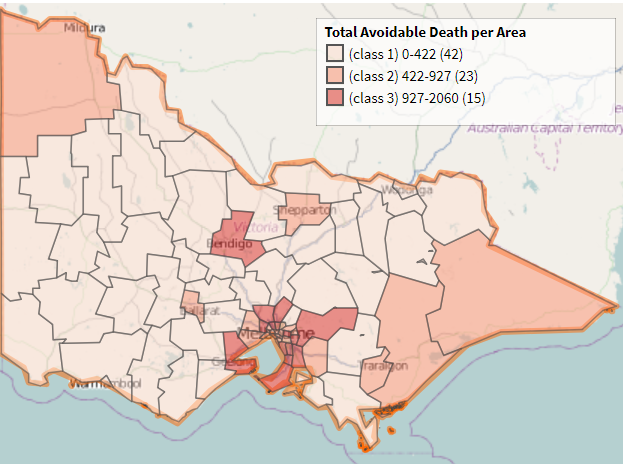 Total Avoidable Death per Area
(class 1) 0-422 (42)
(class 2) 422-927 (23)
(class 3) 927-2060 (15)
Mildura
Australian Capital Territory
Wodonga
Shepparton
Victoria
Bendigo
Ballarat
Melbourne
Geelong
Traralgon
Warrnambool